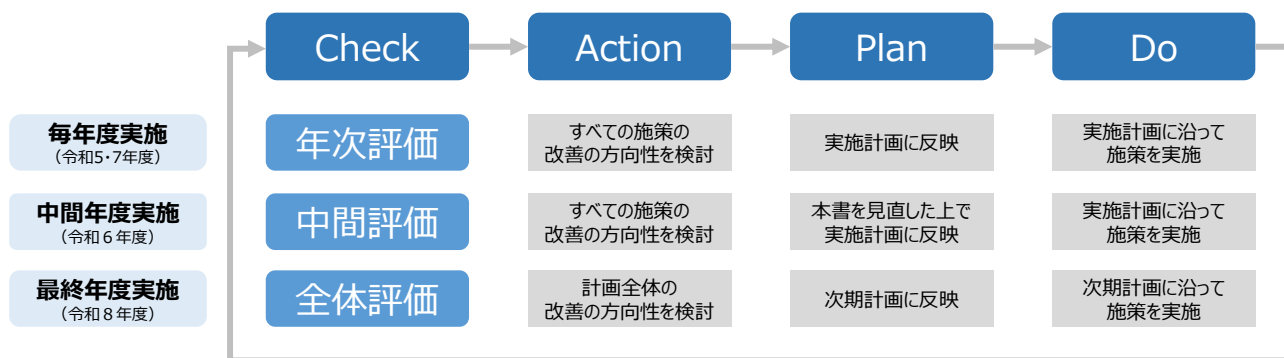 Check
Action
Plan
Do
毎年度実施
(令和5・7年度)
年次評価
すべての施策の
改善の方向性を検討
実施計画に反映
実施計画に沿って
施策を実施
中間年度実施
(令和6年度)
中間評価
すべての施策の
改善の方向性を検討
本書を見直した上で
実施計画に反映
実施計画に沿って
施策を実施
最終年度実施
(令和8年度)
全体評価
計画全体の
改善の方向性を検討
次期計画に反映
次期計画に沿って
施策を実施